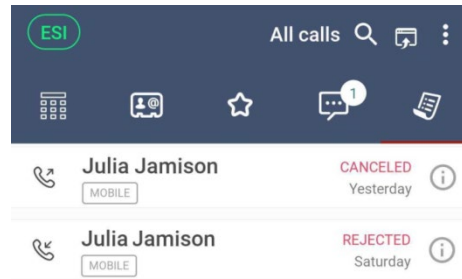 ESI All calls
1
Julia Jamison CANCELED
MOBILE Yesterday
Julia Jamison REJECTED
MOBILE Saturday